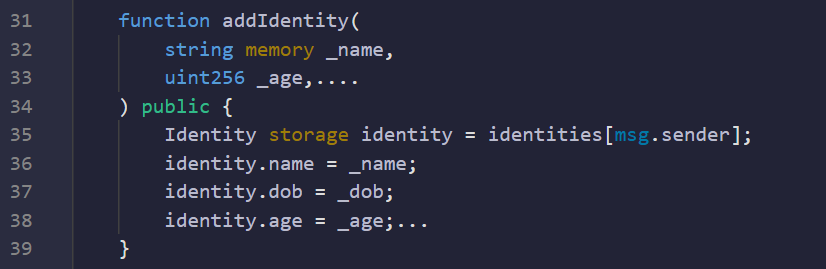 31 function addIdentity(
32 string memory _name,
33 uint256 _age,....
34 ) public {
35 Identity storage identity = identities[msg.sender];
36 identity.name = _name;
37 identity.dob = _dob;
38 identity.age = _age;...
39 }